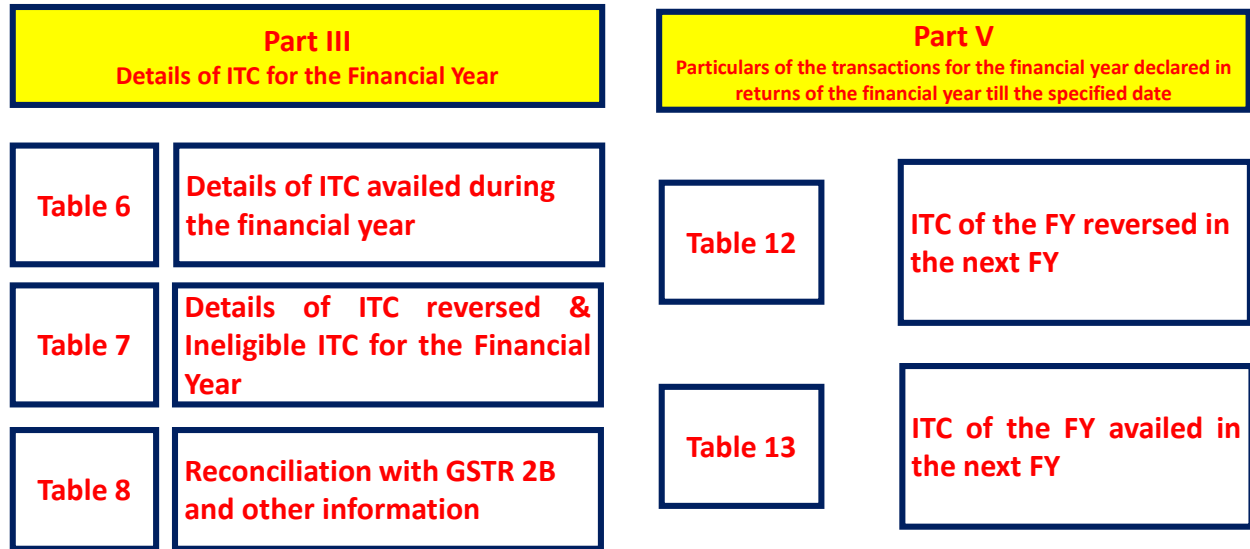 Part III
Details of ITC for the Financial Year
Table 6
Details of ITC availed during
the financial year
Table 7
Details of ITC reversed &
Ineligible ITC for the Financial
Year
Table 8
Reconciliation with GSTR 2B
and other information
Part V
Particulars of the transactions for the financial year declared in
returns of the financial year till the specified date
Table 12
ITC of the FY reversed in
the next FY
Table 13
ITC of the FY availed in
the next FY